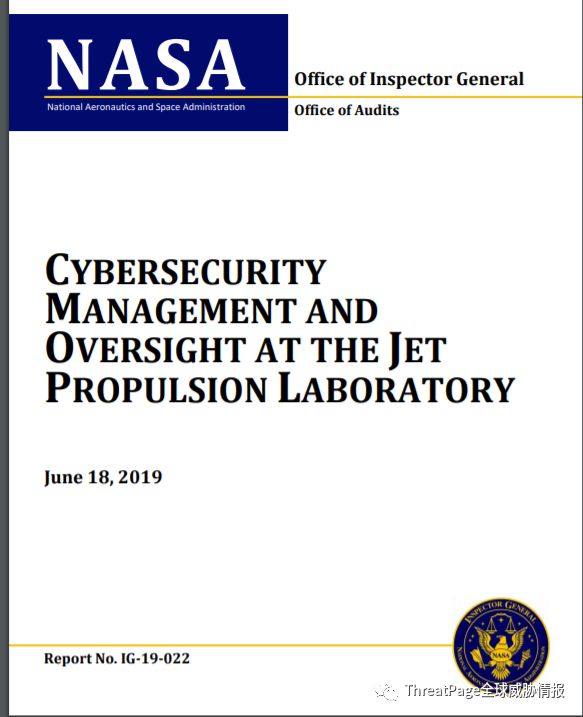 NASA
National Aeronautics and Space Administration
Office of Inspector General
Office of Audits
CYBERSECURITY
MANAGEMENT AND
OVERSIGHT AT THE JET
PROPULSION LABORATORY
June 18, 2019
INSPECTOR GENERAL
NASA
Report No. IG-19-022
ThreatPage全球威胁情报